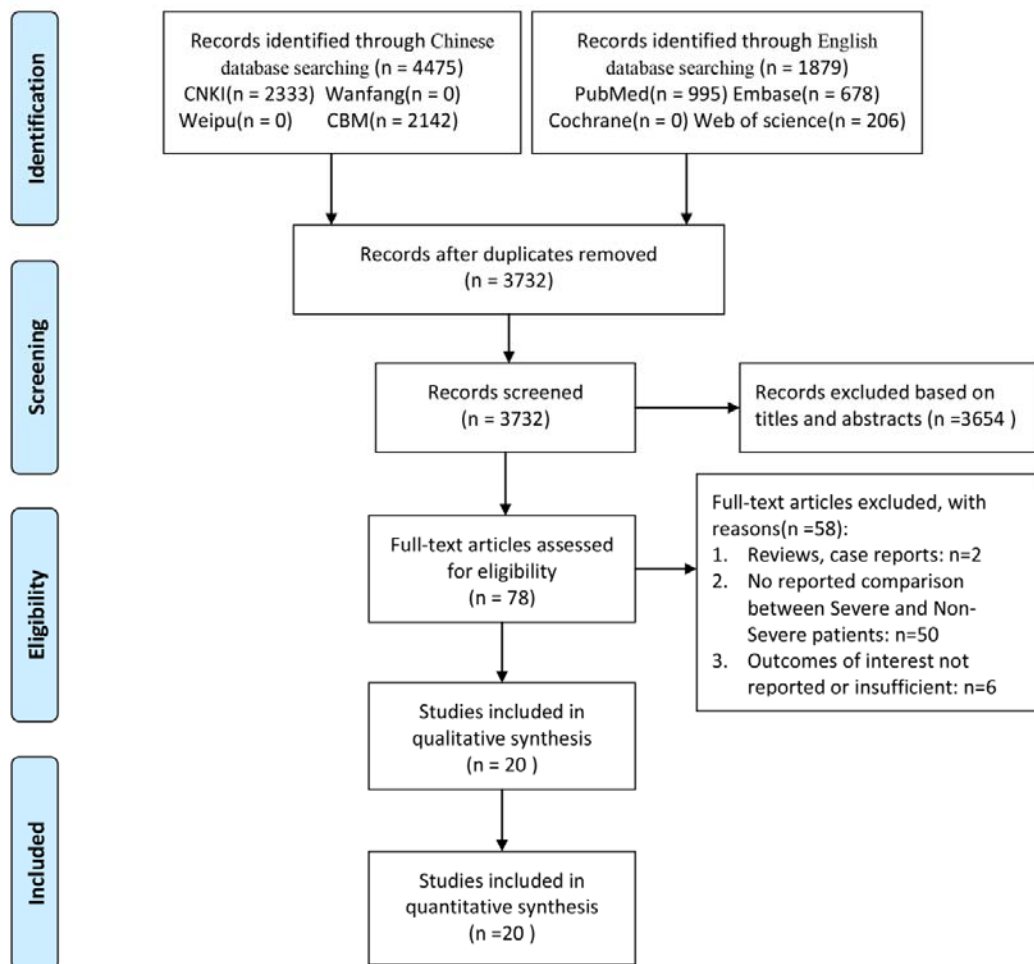 Identification
Records identified through Chinese
database searching (n = 4475)
CNKI(n = 2333) Wanfang(n = 0)
Weipu(n = 0) CBM(n = 2142)
Records identified through English
database searching (n = 1879)
PubMed(n = 995) Embase(n = 678)
Cochrane(n = 0) Web of science(n = 206)
Records after duplicates removed
(n = 3732)
Screening
Records screened
(n = 3732)
Records excluded based on
titles and abstracts (n =3654 )
Eligibility
Full-text articles assessed
for eligibility
(n = 78)
Full-text articles excluded, with
reasons(n =58):
1. Reviews, case reports: n=2
2. No reported comparison
between Severe and Non-
Severe patients: n=50
3. Outcomes of interest not
reported or insufficient: n=6
Studies included in
qualitative synthesis
(n = 20 )
Included
Studies included in
quantitative synthesis
(n =20 )